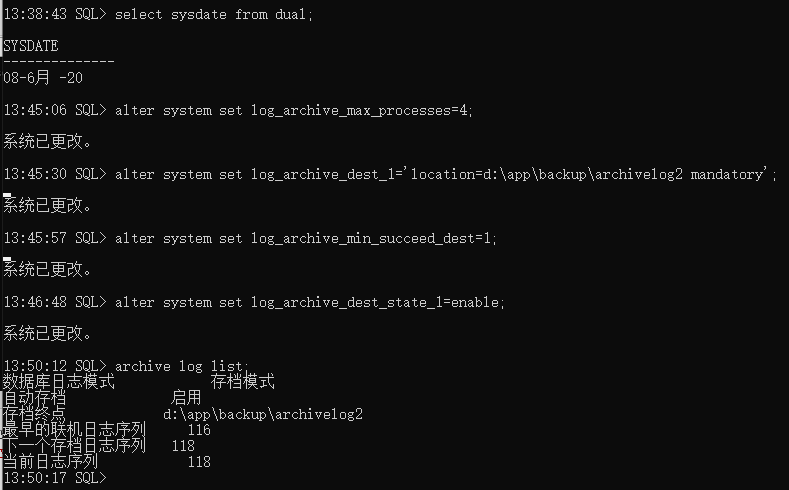 13:38:43 SQL> select sysdate from dual;
SYSDATE
--------------
08-6月 -20
13:45:06 SQL> alter system set log_archive_max_processes=4;
系统已更改。
13:45:30 SQL> alter system set log_archive_dest_1='location=d:\app\backup\archivelog2 mandatory';
系统已更改。
13:45:57 SQL> alter system set log_archive_min_succeed_dest=1;
系统已更改。
13:46:48 SQL> alter system set log_archive_dest_state_1=enable;
系统已更改。
13:50:12 SQL> archive log list;
数据库日志模式            存档模式
自动存档             启用
存档终点            d:\app\backup\archivelog2
最早的联机日志序列     116
下一个存档日志序列   118
当前日志序列           118
13:50:17 SQL>